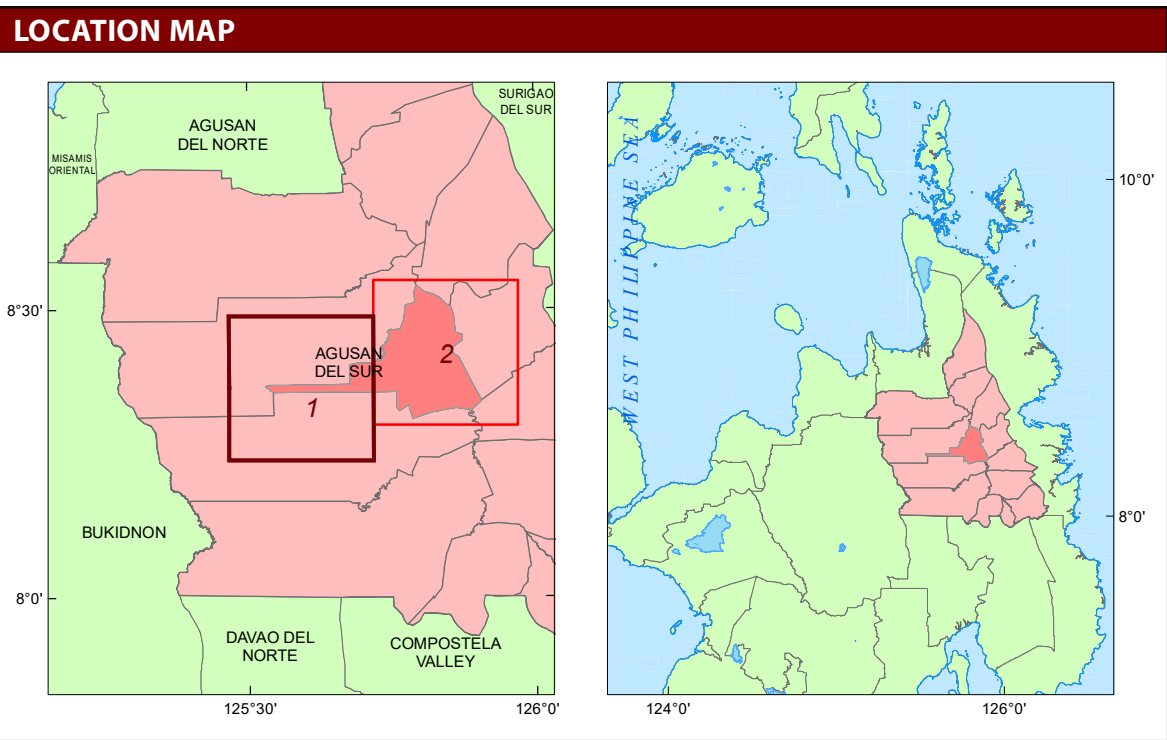 LOCATION MAP
SURIGAO
DEL SUR
AGUSAN
DEL NORTE
MISAMIS
ORIENTAL
8°30'
AGUSAN
DEL SUR
2
1
BUKIDNON
8°0'
DAVAO DEL
NORTE
COMPOSTELA
VALLEY
125°30'
126°0'
WEST PHILIPPINE SEA
10°0'
8°0'
124°0'
126°0'